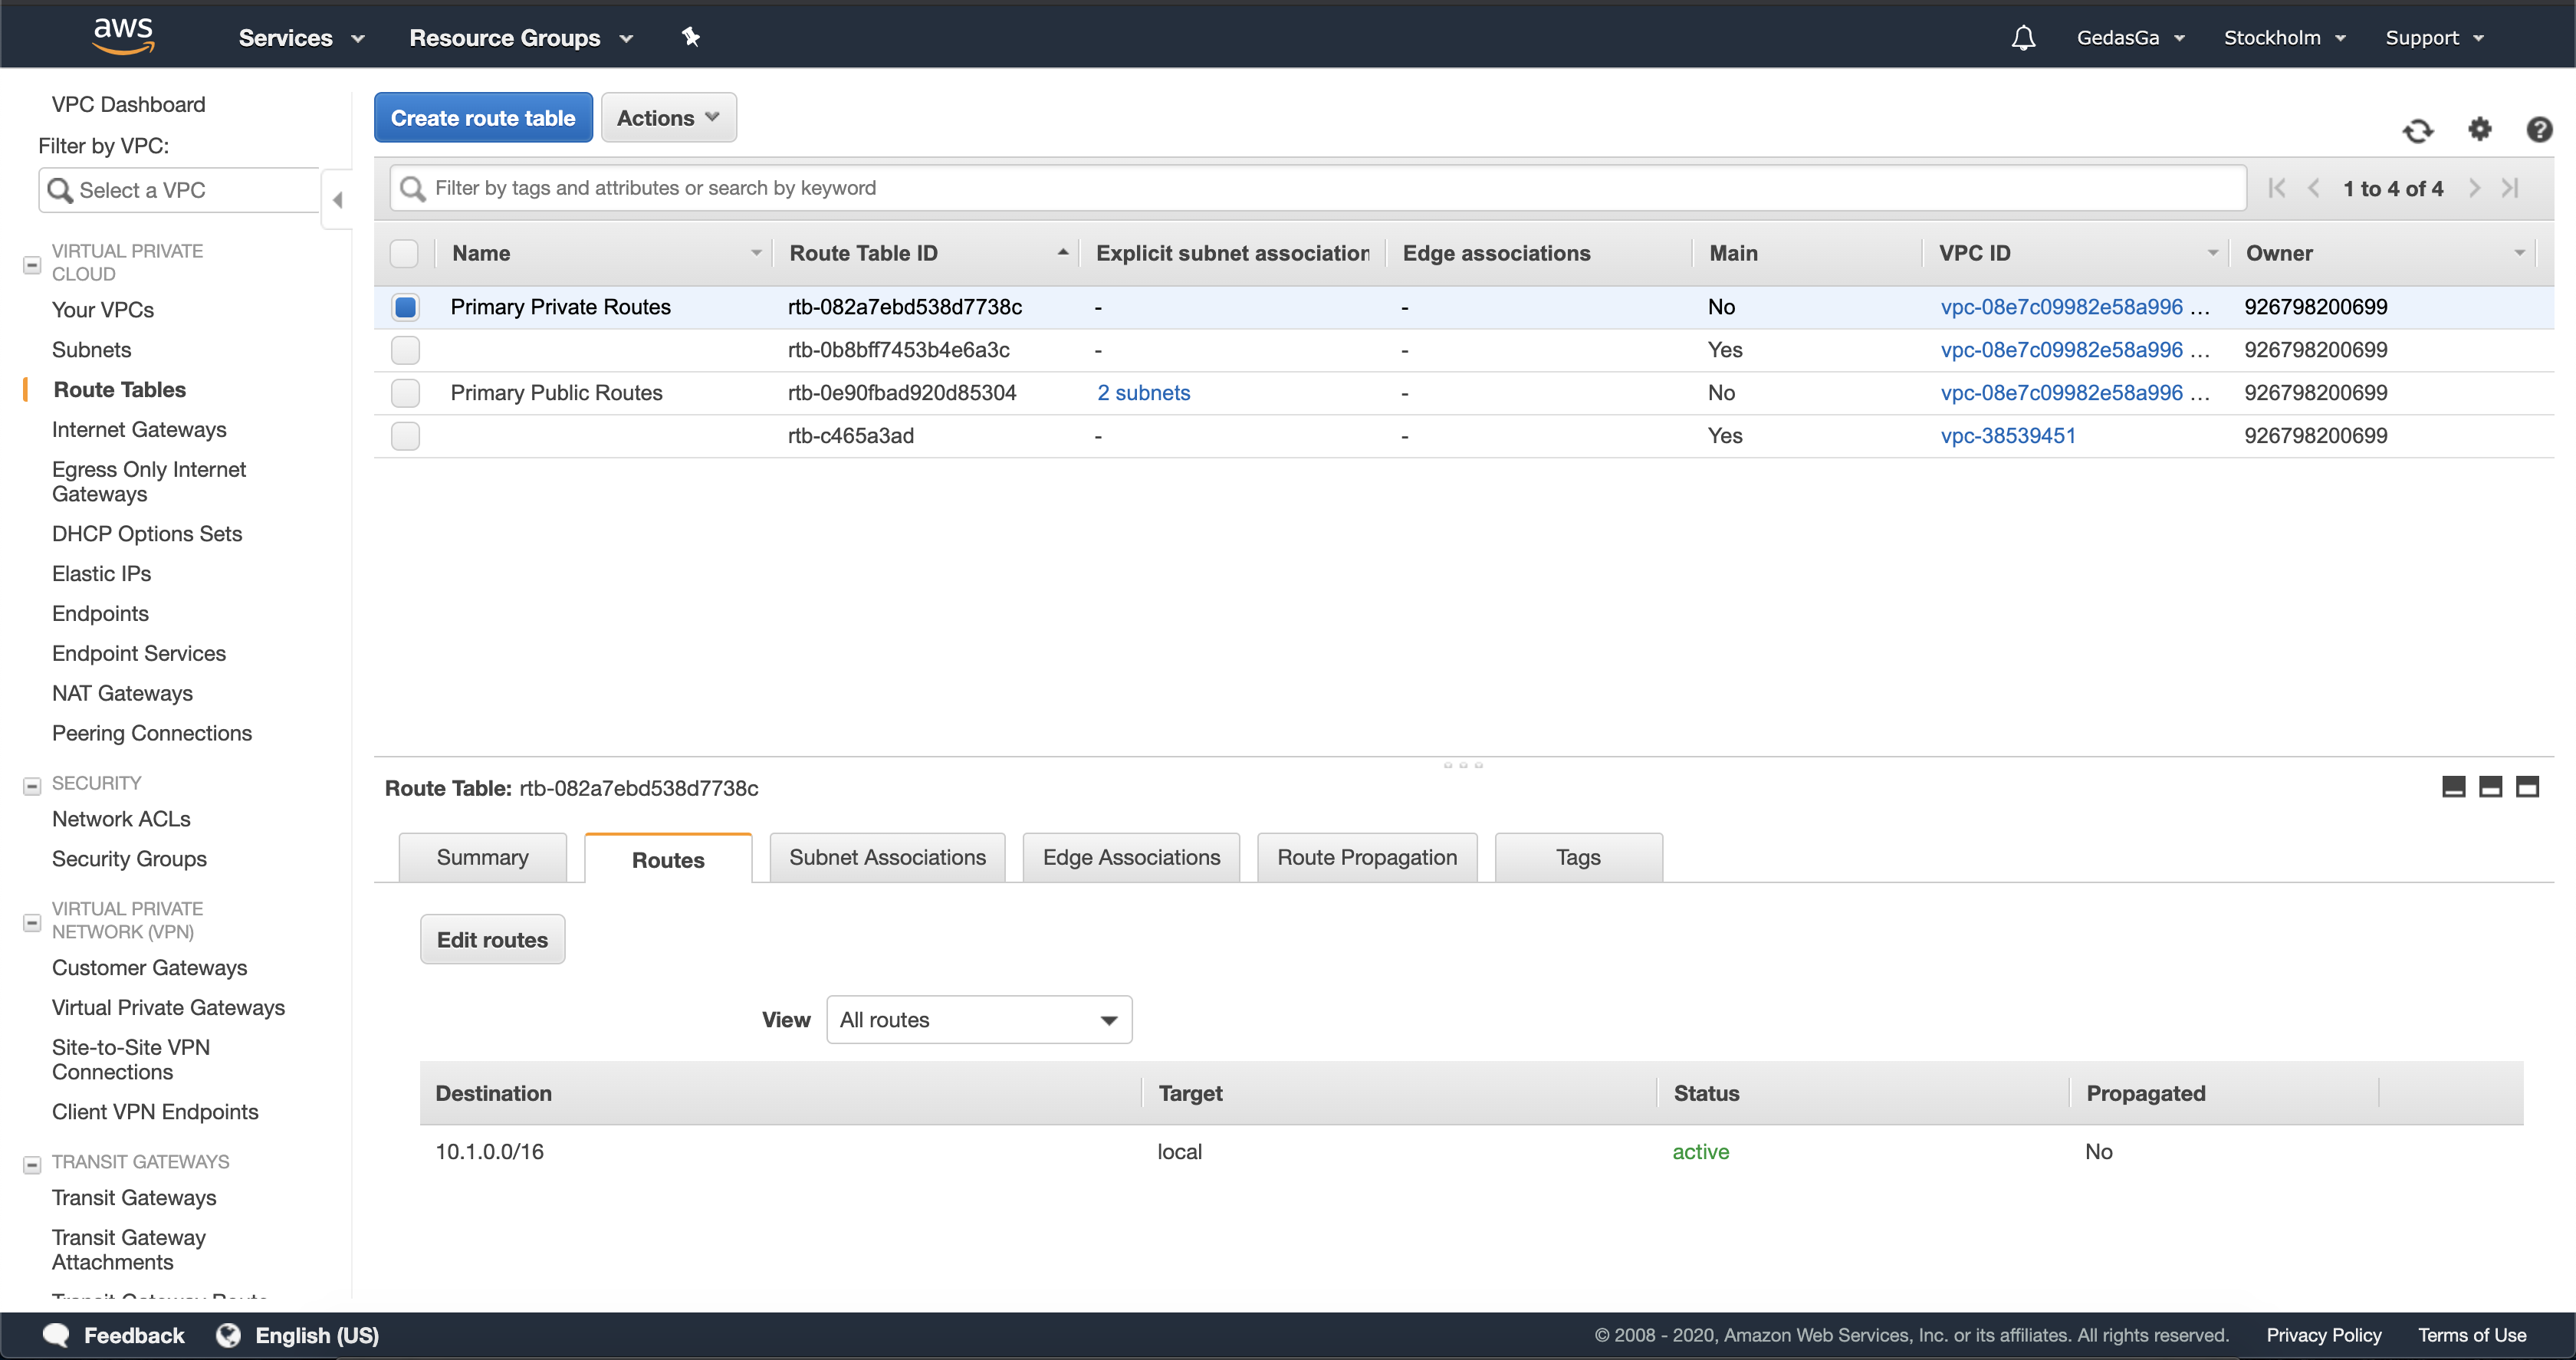 aws
Services
Resource Groups
GedasGa
Stockholm
Support
VPC Dashboard
Filter by VPC:
Select a VPC
VIRTUAL PRIVATE
CLOUD
Your VPCs
Subnets
Route Tables
Internet Gateways
Egress Only Internet
Gateways
DHCP Options Sets
Elastic IPs
Endpoints
Endpoint Services
NAT Gateways
Peering Connections
SECURITY
Network ACLs
Security Groups
VIRTUAL PRIVATE
NETWORK (VPN)
Customer Gateways
Virtual Private Gateways
Site-to-Site VPN
Connections
Client VPN Endpoints
TRANSIT GATEWAYS
Transit Gateways
Transit Gateway
Attachments
Transit Gateway Route
Create route table
Actions
Filter by tags and attributes or search by keyword
1 to 4 of 4
Name Route Table ID Explicit subnet association Edge associations Main VPC ID Owner
Primary Private Routes rtb-082a7ebd538d7738c - - No vpc-08e7c09982e58a996 ... 926798200699
rtb-0b8bff7453b4e6a3c - - Yes vpc-08e7c09982e58a996 ... 926798200699
Primary Public Routes rtb-0e90fbad920d85304 2 subnets - No vpc-08e7c09982e58a996 ... 926798200699
rtb-c465a3ad - - Yes vpc-38539451 926798200699
Route Table: rtb-082a7ebd538d7738c
Summary Routes Subnet Associations Edge Associations Route Propagation Tags
Edit routes
View All routes
Destination Target Status Propagated
10.1.0.0/16 local active No
Feedback
English (US)
© 2008 - 2020, Amazon Web Services, Inc. or its affiliates. All rights reserved.
Privacy Policy
Terms of Use